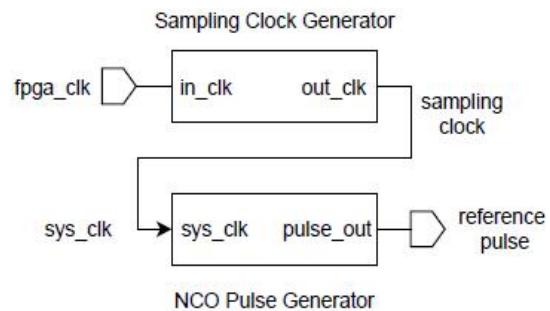 Sampling Clock Generator
fpga_clk
in_clk
out_clk
sampling
clock
sys_clk
sys_clk
pulse_out
reference
pulse
NCO Pulse Generator